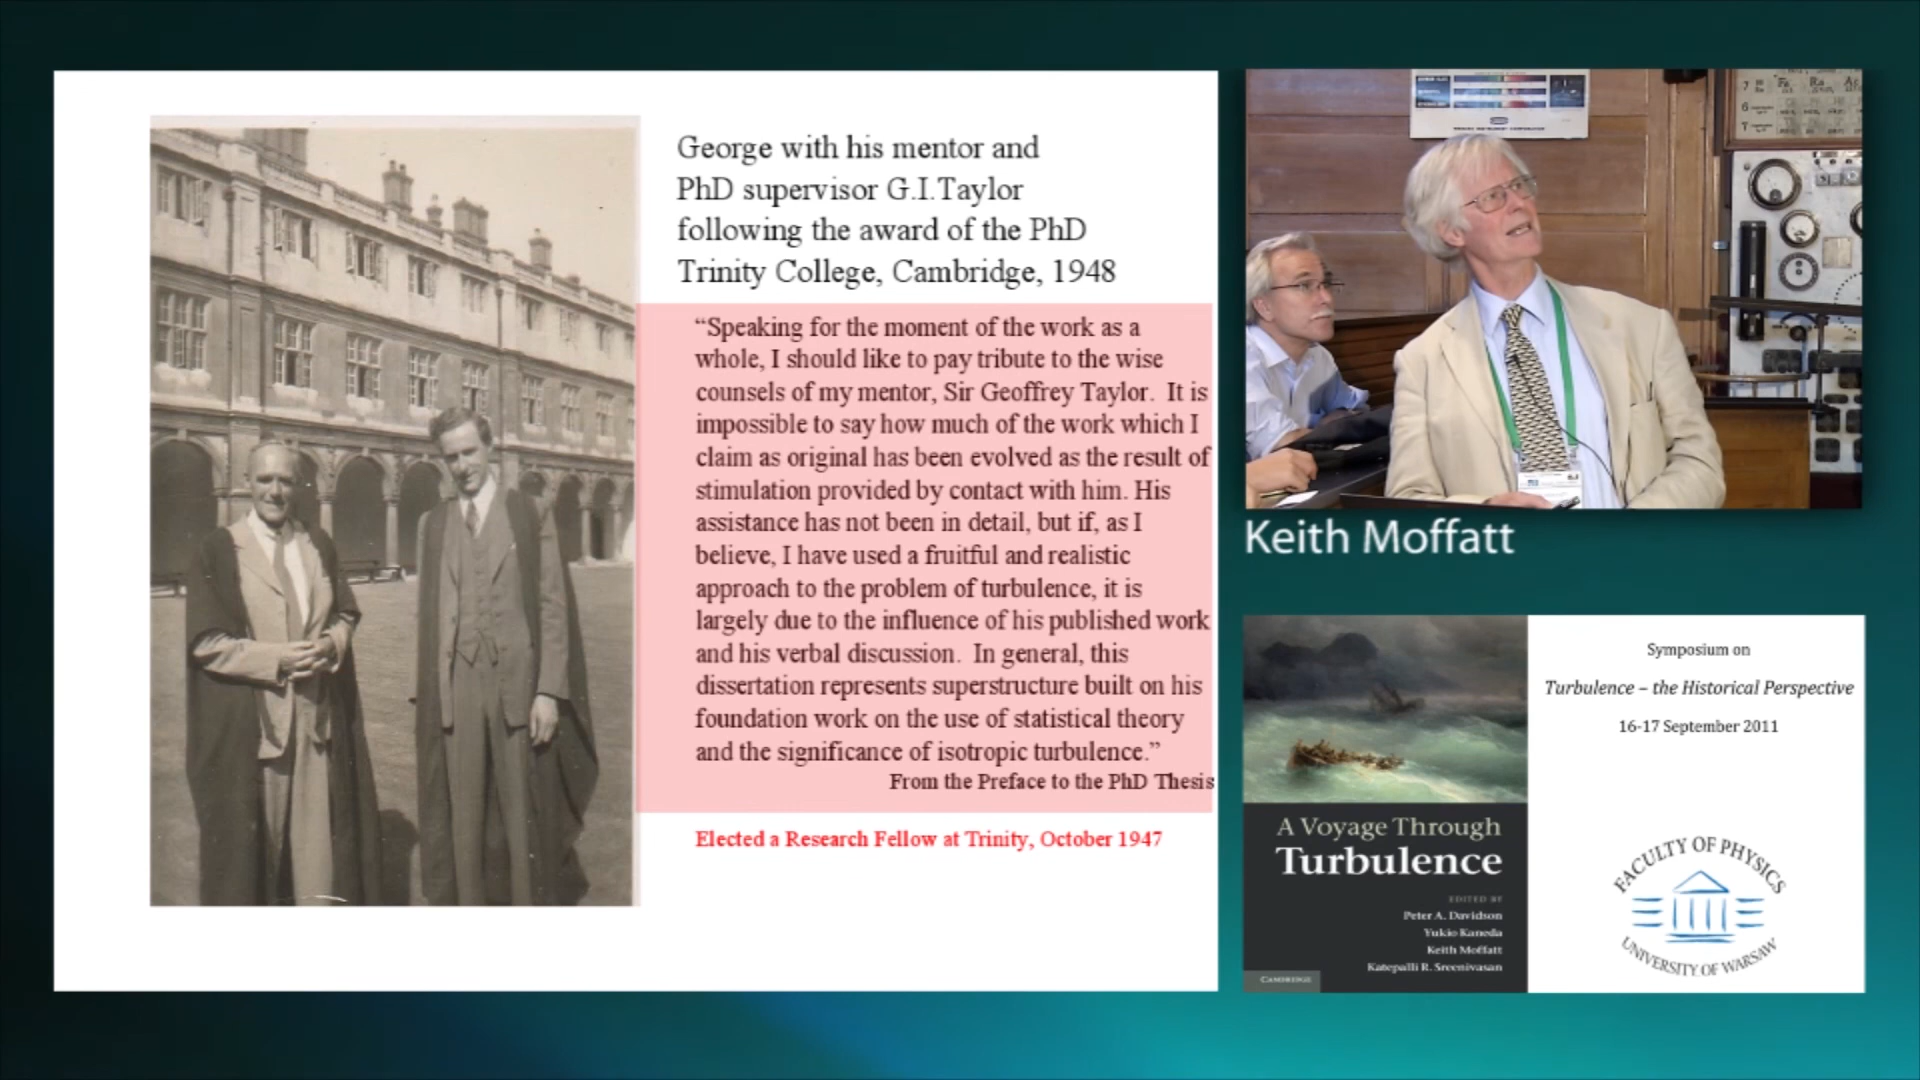 George with his mentor and
PhD supervisor G.I.Taylor
following the award of the PhD
Trinity College, Cambridge, 1948
“Speaking for the moment of the work as a
whole, I should like to pay tribute to the wise
counsels of my mentor, Sir Geoffrey Taylor.  It is
impossible to say how much of the work which I
claim as original has been evolved as the result of
stimulation provided by contact with him. His
assistance has not been in detail, but if, as I
believe, I have used a fruitful and realistic
approach to the problem of turbulence, it is
largely due to the influence of his published work
and his verbal discussion.  In general, this
dissertation represents superstructure built on his
foundation work on the use of statistical theory
and the significance of isotropic turbulence.”
From the Preface to the PhD Thesis
Elected a Research Fellow at Trinity, October 1947
7
Fe
Ra
Ac
6
Keith Moffatt
A Voyage Through
Turbulence
EDITED BY
Peter A. Davidson
Yukio Kaneda
Keith Moffatt
Katepalli R. Sreenivasan
CAMBRIDGE
Symposium on
Turbulence – the Historical Perspective
16-17 September 2011
FACULTY OF PHYSICS
UNIVERSITY OF WARSAW